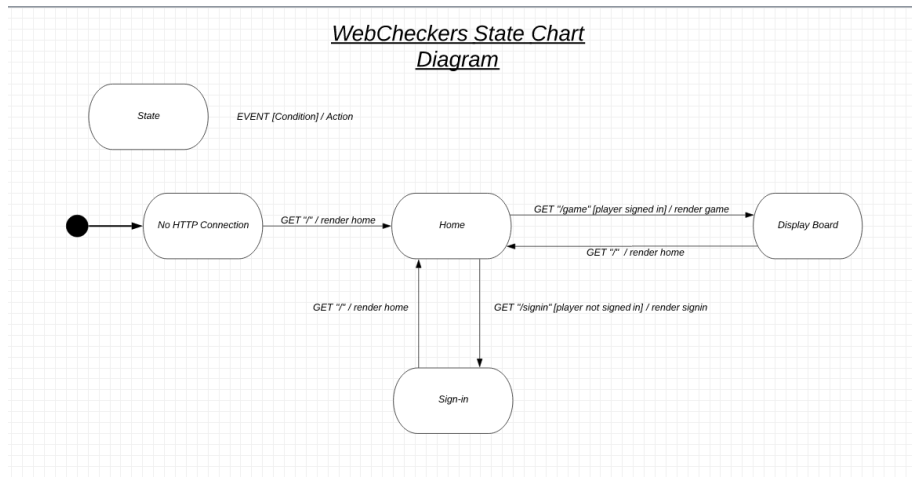 WebCheckers State Chart
Diagram
State
EVENT [Condition] / Action
No HTTP Connection
GET "/" / render home
Home
GET "/game" [player signed in] / render game
GET "/" / render home
Display Board
GET "/" / render home
GET "/signin" [player not signed in] / render signin
Sign-in